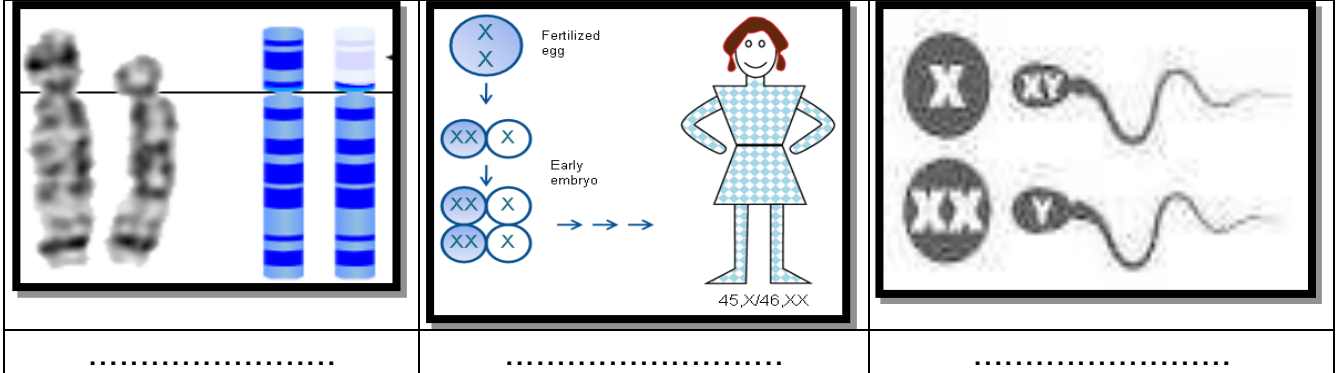 X
X
Fertilized
egg
XX X
Early
embryo
XX X
XX X
45,X/46,XX
X XY
XX Y
........................
...........................
.........................